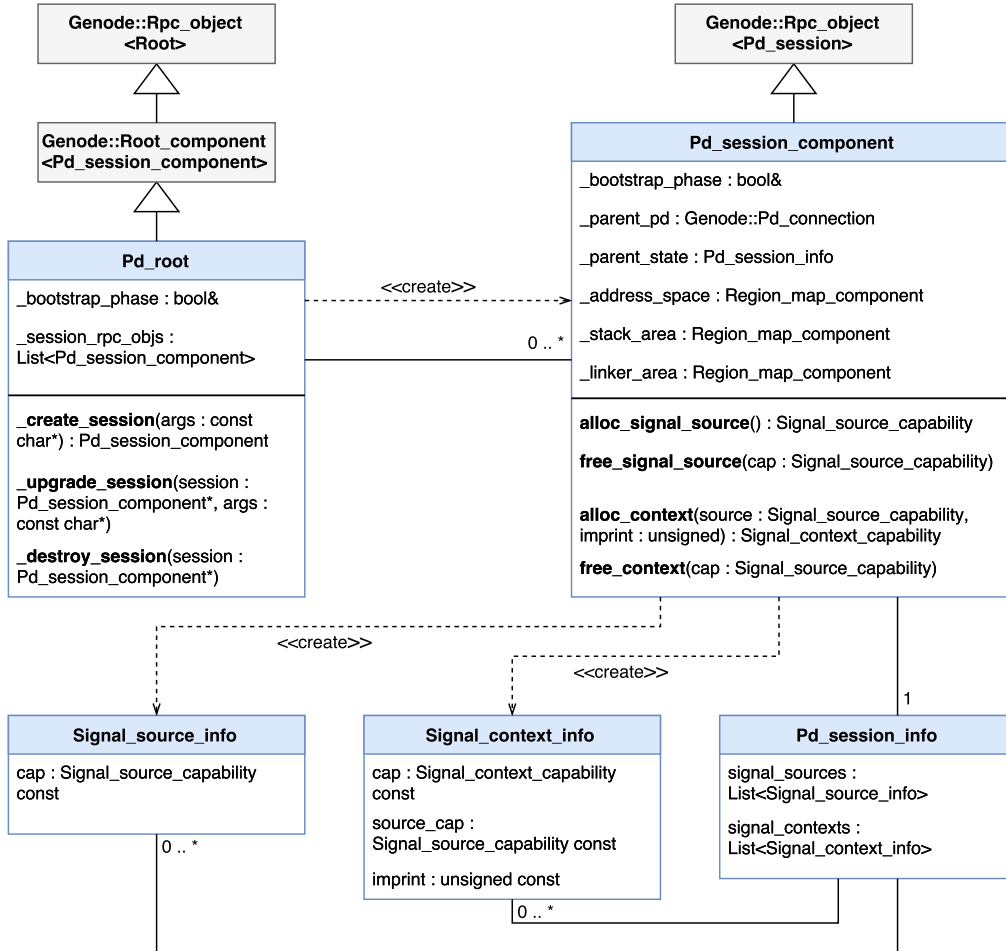 Genode::Rpc_object
<Root>
Genode::Rpc_object
<Pd_session>
Genode::Root_component
<Pd_session_component>
Pd_root
_bootstrap_phase : bool&
_session_rpc_objs :
List<Pd_session_component>
_create_session(args : const
char*) : Pd_session_component
_upgrade_session(session :
Pd_session_component*, args :
const char*)
_destroy_session(session :
Pd_session_component*)
<<create>>
0 .. *
Pd_session_component
_bootstrap_phase : bool&
_parent_pd : Genode::Pd_connection
_parent_state : Pd_session_info
_address_space : Region_map_component
_stack_area : Region_map_component
_linker_area : Region_map_component
alloc_signal_source() : Signal_source_capability
free_signal_source(cap : Signal_source_capability)
alloc_context(source : Signal_source_capability,
imprint : unsigned) : Signal_context_capability
free_context(cap : Signal_source_capability)
<<create>>
<<create>>
1
Signal_source_info
cap : Signal_source_capability
const
0 .. *
Signal_context_info
cap : Signal_context_capability
const
source_cap :
Signal_source_capability const
imprint : unsigned const
0 .. *
Pd_session_info
signal_sources :
List<Signal_source_info>
signal_contexts :
List<Signal_context_info>